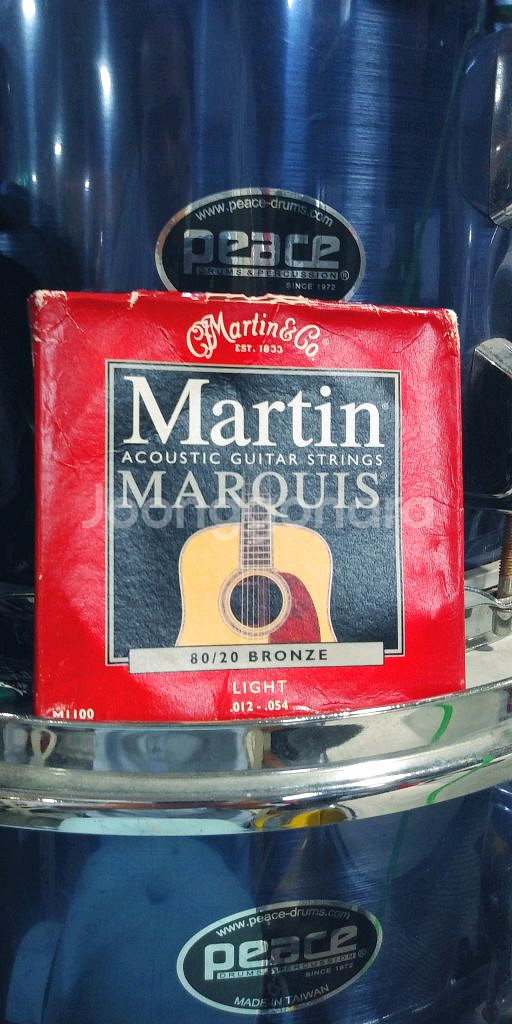 www.peace-drums.com
peace®
DRUMS & PERCUSSION
SINCE 1972
Martin & Co®
EST. 1833
Martin®
ACOUSTIC GUITAR STRINGS
MARQUIS®
Joongonara
80/20 BRONZE
LIGHT
M1100
.012 - .054
www.peace-drums.com
peace®
DRUMS & PERCUSSION
SINCE 1972
MADE IN TAIWAN